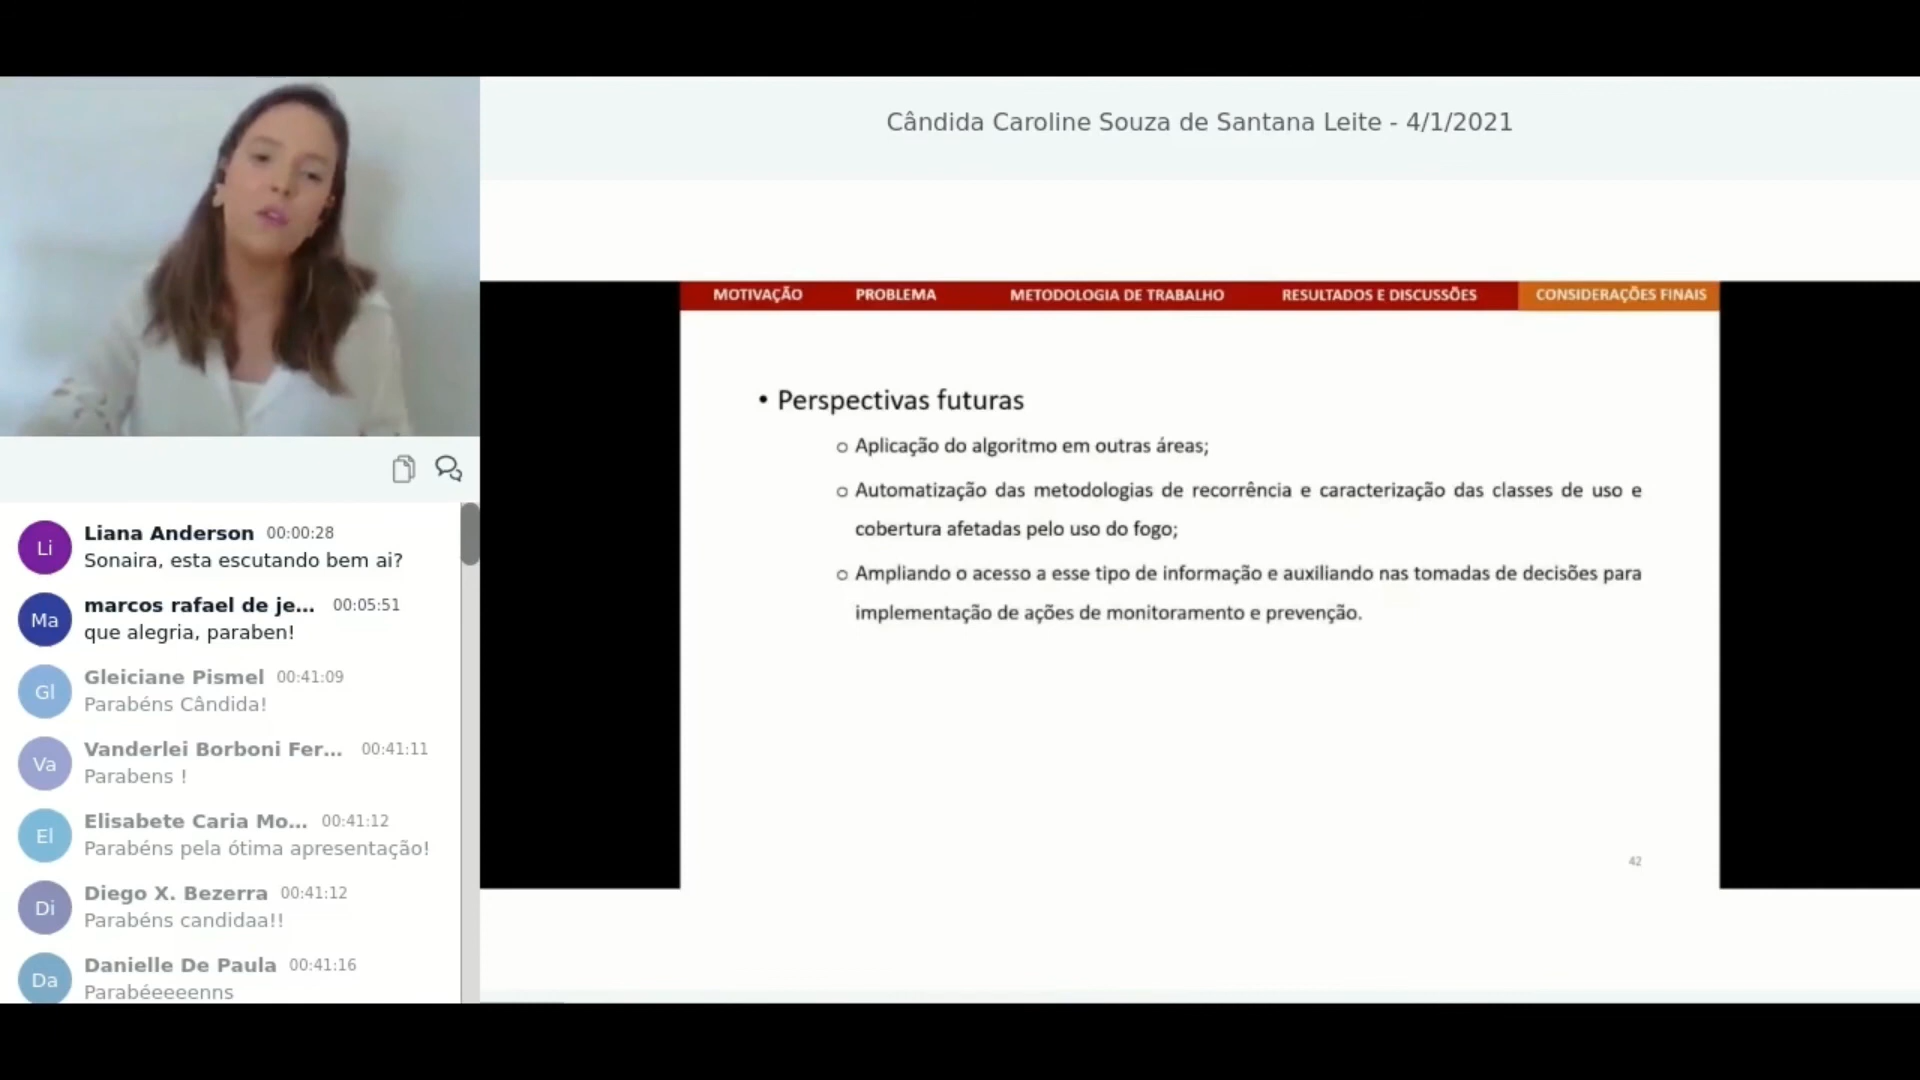 Cândida Caroline Souza de Santana Leite - 4/1/2021
MOTIVAÇÃO PROBLEMA METODOLOGIA DE TRABALHO RESULTADOS E DISCUSSÕES CONSIDERAÇÕES FINAIS
• Perspectivas futuras
o Aplicação do algoritmo em outras áreas;
o Automatização das metodologias de recorrência e caracterização das classes de uso e
cobertura afetadas pelo uso do fogo;
o Ampliando o acesso a esse tipo de informação e auxiliando nas tomadas de decisões para
implementação de ações de monitoramento e prevenção.
42
Li
Liana Anderson 00:00:28
Sonaira, esta escutando bem ai?
Ma
marcos rafael de je... 00:05:51
que alegria, paraben!
Gl
Gleiciane Pismel 00:41:09
Parabéns Cândida!
Va
Vanderlei Borboni Fer... 00:41:11
Parabens !
El
Elisabete Caria Mo... 00:41:12
Parabéns pela ótima apresentação!
Di
Diego X. Bezerra 00:41:12
Parabéns candidaa!!
Da
Danielle De Paula 00:41:16
Parabéeeeenns